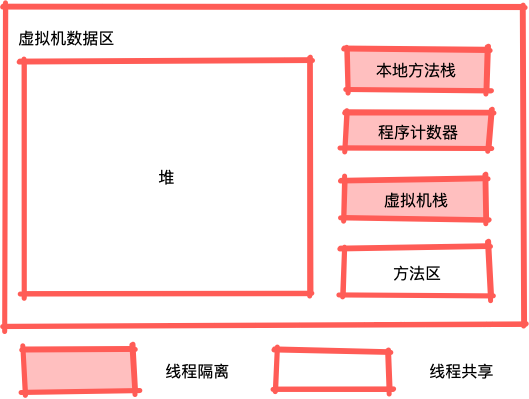 虚拟机数据区
堆
本地方法栈
程序计数器
虚拟机栈
方法区
线程隔离
线程共享